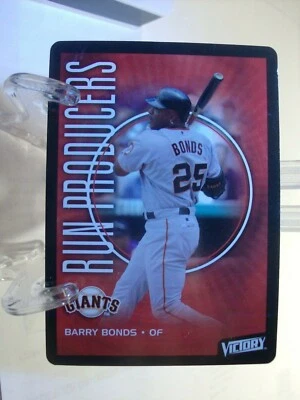 RUN PRODUCERS
BONDS
25
GIANTS
BARRY BONDS • OF
VICTORY